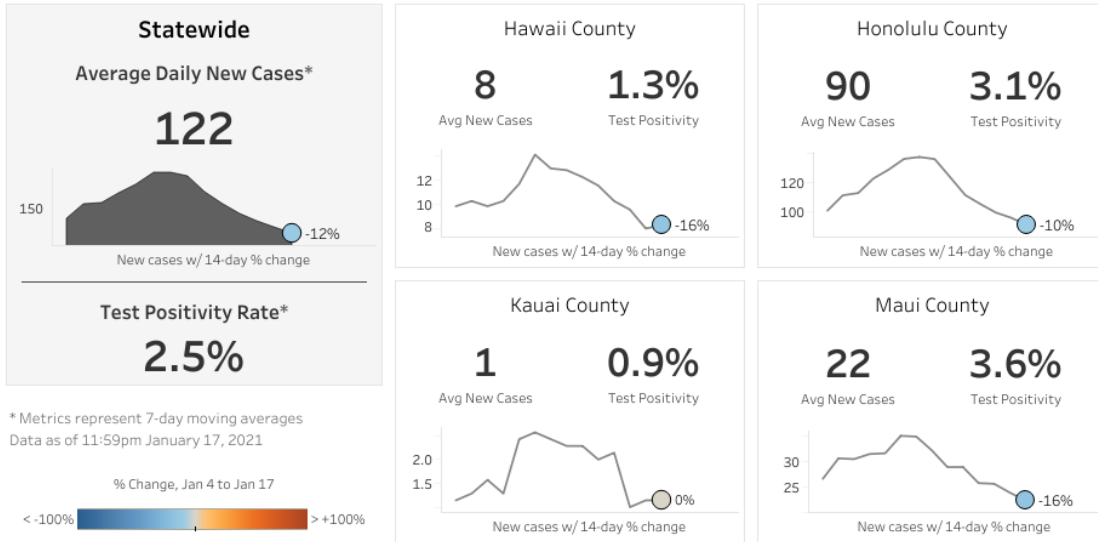 Statewide
Average Daily New Cases*
122
150
-12%
New cases w/ 14-day % change
Test Positivity Rate*
2.5%
* Metrics represent 7-day moving averages
Data as of 11:59pm January 17, 2021
% Change, Jan 4 to Jan 17
< -100%
> +100%
Hawaii County
8
1.3%
Avg New Cases
Test Positivity
12
10
8
-16%
New cases w/ 14-day % change
Honolulu County
90
3.1%
Avg New Cases
Test Positivity
120
100
-10%
New cases w/ 14-day % change
Kauai County
1
0.9%
Avg New Cases
Test Positivity
2.0
1.5
0%
New cases w/ 14-day % change
Maui County
22
3.6%
Avg New Cases
Test Positivity
30
25
-16%
New cases w/ 14-day % change